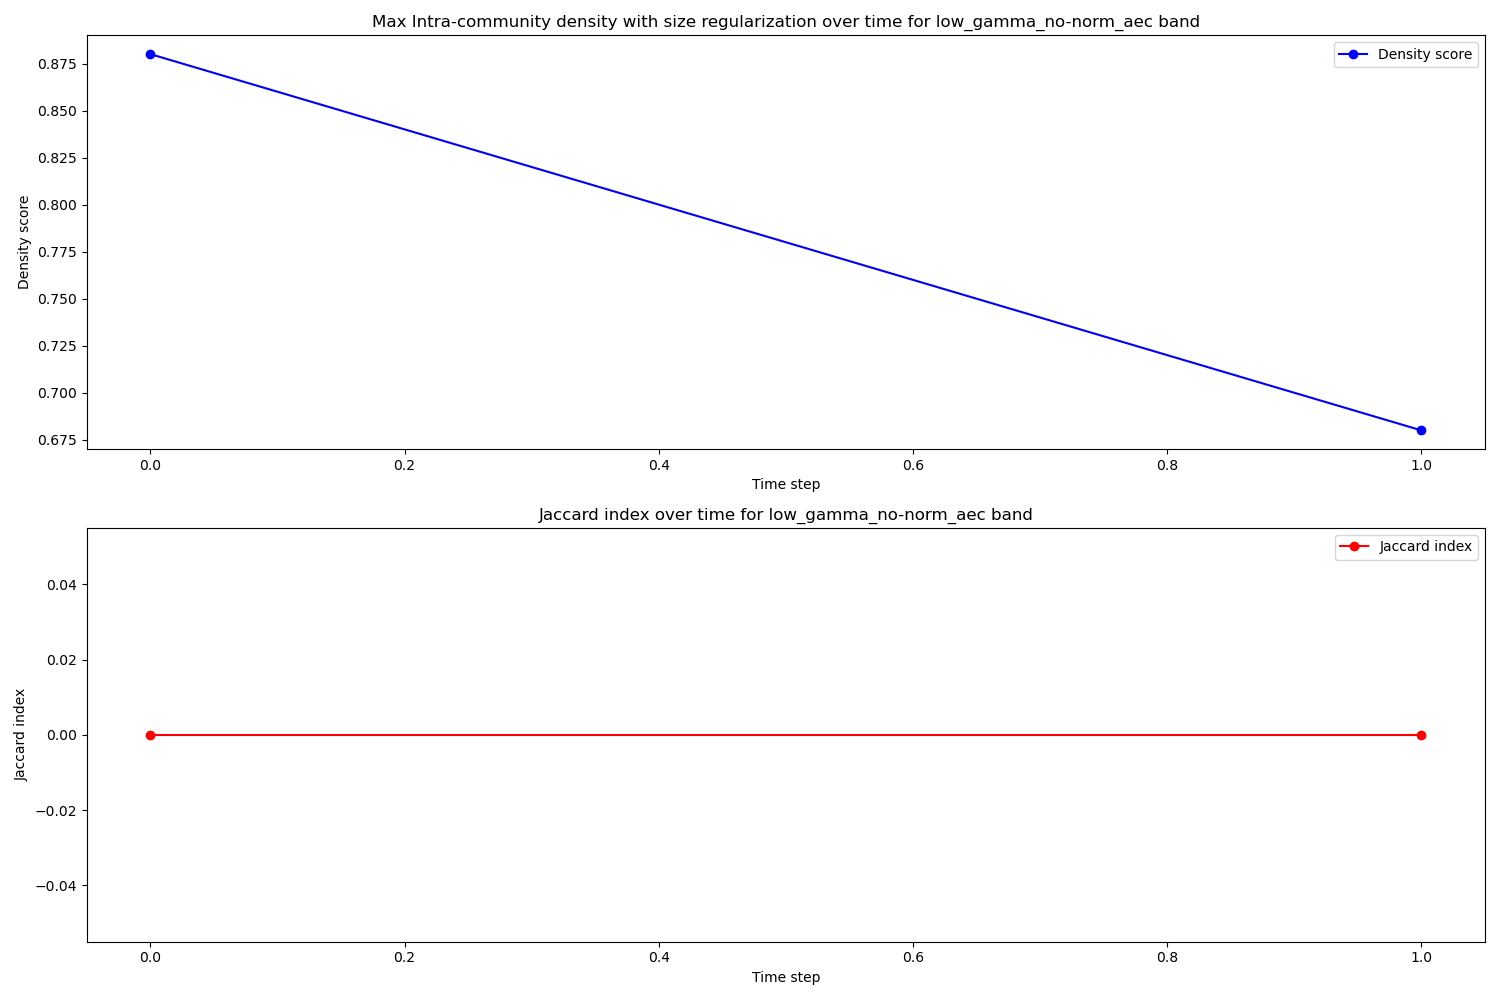 Max Intra-community density with size regularization over time for low_gamma_no-norm_aec band
Density score
Density score
0.875
0.850
0.825
0.800
0.775
0.750
0.725
0.700
0.675
0.0 0.2 0.4 0.6 0.8 1.0
Time step
Jaccard index over time for low_gamma_no-norm_aec band
Jaccard index
Jaccard index
0.04
0.02
0.00
−0.02
−0.04
0.0 0.2 0.4 0.6 0.8 1.0
Time step